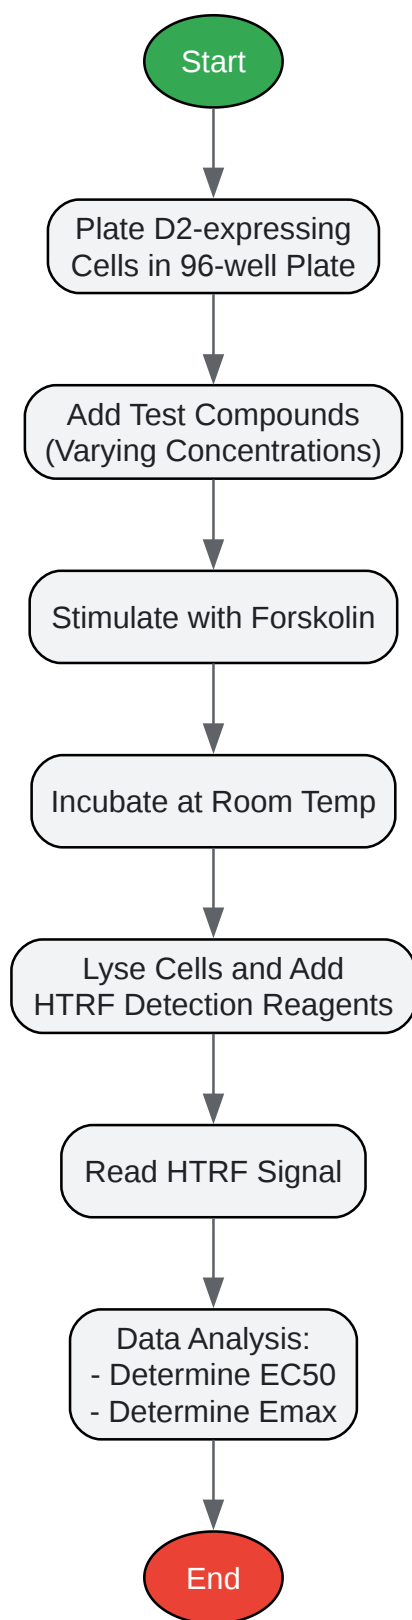 Start
Plate D2-expressing
Cells in 96-well Plate
Add Test Compounds
(Varying Concentrations)
Stimulate with Forskolin
Incubate at Room Temp
Lyse Cells and Add
HTRF Detection Reagents
Read HTRF Signal
Data Analysis:
- Determine EC50
- Determine Emax
End